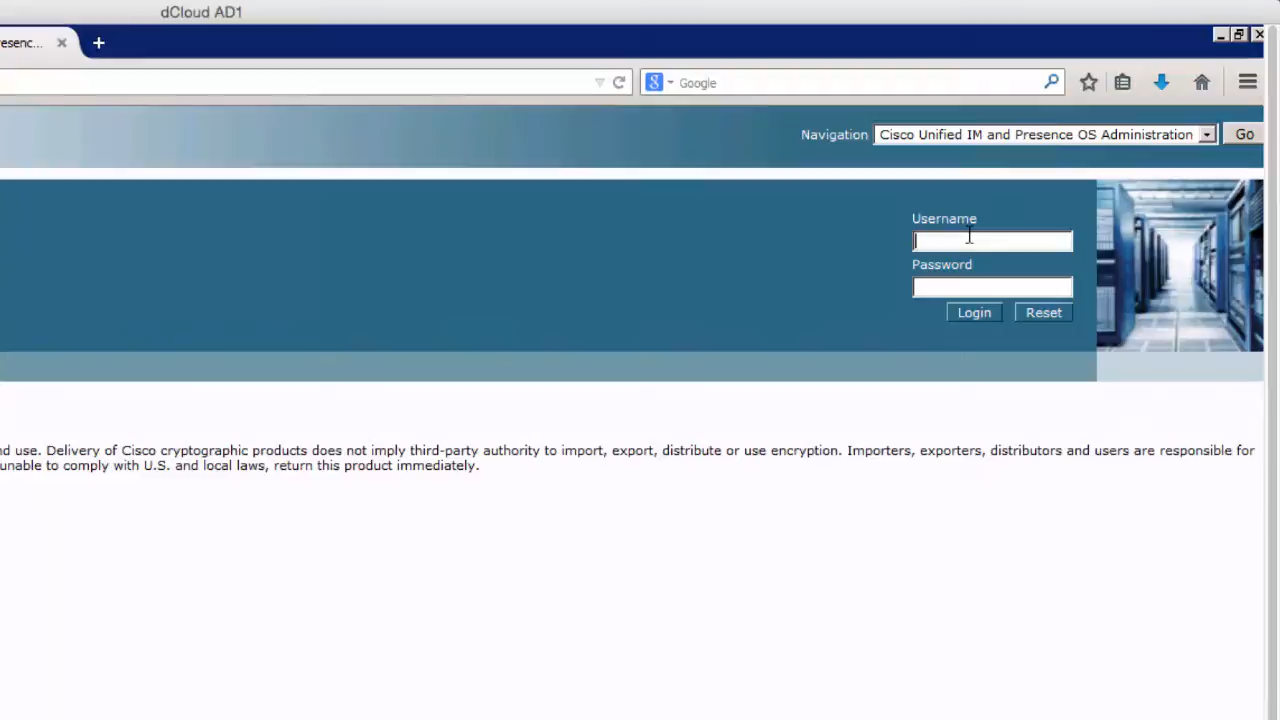 dCloud AD1
resenc...
Google
Navigation Cisco Unified IM and Presence OS Administration Go
Username
Password
Login Reset
nd use. Delivery of Cisco cryptographic products does not imply third-party authority to import, export, distribute or use encryption. Importers, exporters, distributors and users are responsible for
unable to comply with U.S. and local laws, return this product immediately.